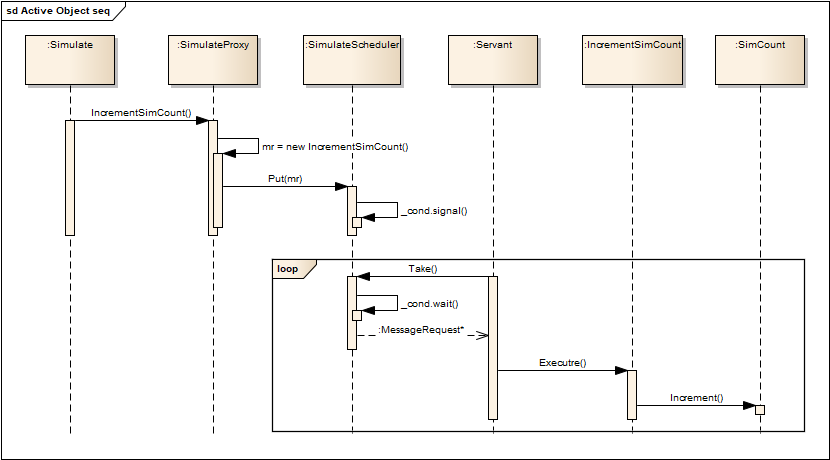 sd Active Object seq
:Simulate
:SimulateProxy
:SimulateScheduler
:Servant
:IncrementSimCount
:SimCount
IncrementSimCount()
mr = new IncrementSimCount()
Put(mr)
_cond.signal()
loop
Take()
_cond.wait()
:MessageRequest*
Executre()
Increment()